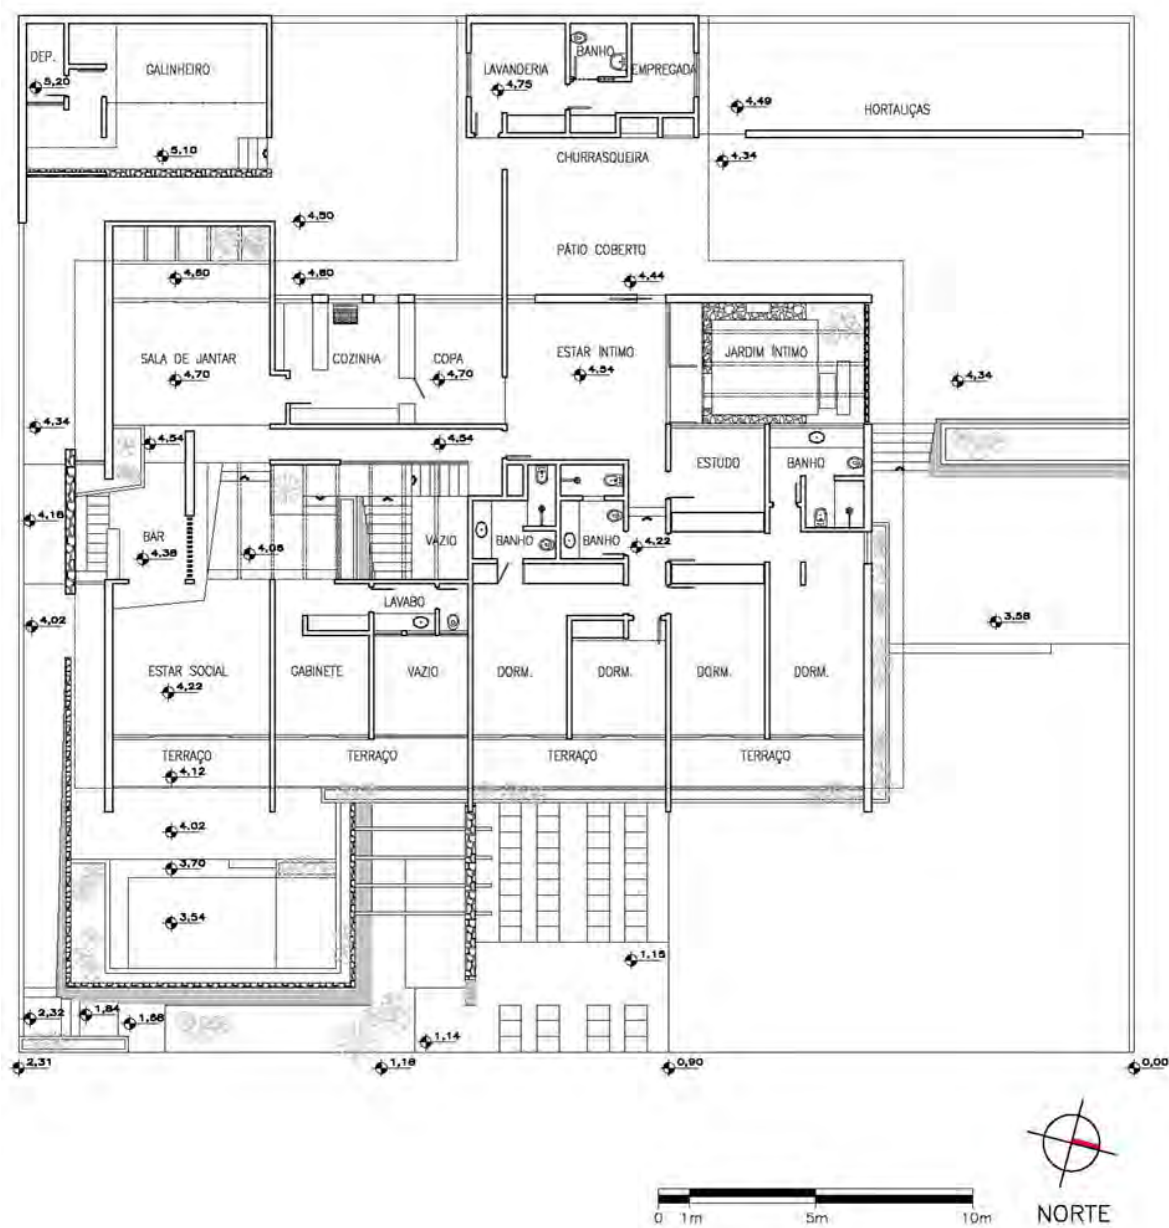 DEP.
5,20
GALINHEIRO
5,10
LAVANDERIA
4,75
BANHO
EMPREGADA
4,49
HORTALIÇAS
CHURRASQUEIRA
4,34
4,50
PÁTIO COBERTO
4,60
4,60
4,44
SALA DE JANTAR
4,70
COZINHA
COPA
4,70
ESTAR ÍNTIMO
4,54
JARDIM ÍNTIMO
4,34
4,34
4,54
4,54
ESTUDO
BANHO
4,18
BAR
4,38
4,06
VAZIO
BANHO
BANHO
4,22
LAVABO
4,02
3,58
ESTAR SOCIAL
4,22
GABINETE
VAZIO
DORM.
DORM.
DORM.
DORM.
TERRAÇO
4,12
TERRAÇO
TERRAÇO
TERRAÇO
4,02
3,70
3,54
1,15
2,32
1,84
1,68
1,14
2,31
1,18
0,90
0,00
0 1m 5m 10m
NORTE